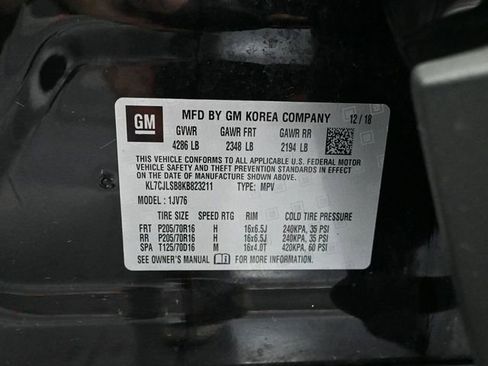 GM
MFD BY GM KOREA COMPANY 12/18
GVWR GAWR FRT GAWR RR
4286 LB 2348 LB 2194 LB
THIS VEHICLE CONFORMS TO ALL APPLICABLE U.S. FEDERAL MOTOR
VEHICLE SAFETY AND THEFT PREVENTION STANDARDS IN EFFECT
ON THE DATE OF MANUFACTURE SHOWN ABOVE.
KL7CJLSB8KB823211 TYPE: MPV
MODEL : 1JV76
TIRE SIZE SPEED RTG RIM COLD TIRE PRESSURE
FRT P205/70R16 H 16x6.5J 240KPA, 35 PSI
RR P205/70R16 H 16x6.5J 240KPA, 35 PSI
SPA T125/70D16 M 16x4.0T 420KPA, 60 PSI
SEE OWNER'S MANUAL FOR MORE INFORMATION.